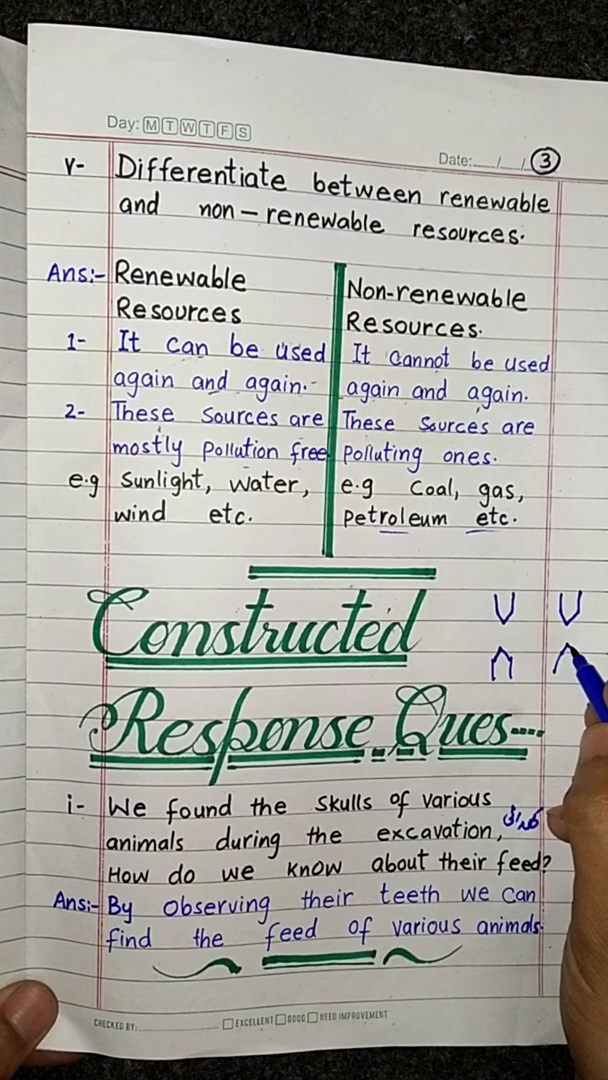 Day: M T W T F S
Date:___/___/___ 3
v- Differentiate between renewable
and non-renewable resources.
Ans:- Renewable Resources
Non-renewable Resources.
1- It can be used again and again.-
It cannot be used again and again.
2- These Sources are mostly Pollution free
These Sources are Polluting ones.
e.g Sunlight, water, wind etc.
e.g Coal, gas, Petroleum etc.
Constructed
Response Ques....
i- We found the skulls of various
animals during the excavation,
How do we know about their feed?
Ans:- By observing their teeth we can
find the feed of various animals.
CHECKED BY: EXCELLENT GOOD NEED IMPROVEMENT